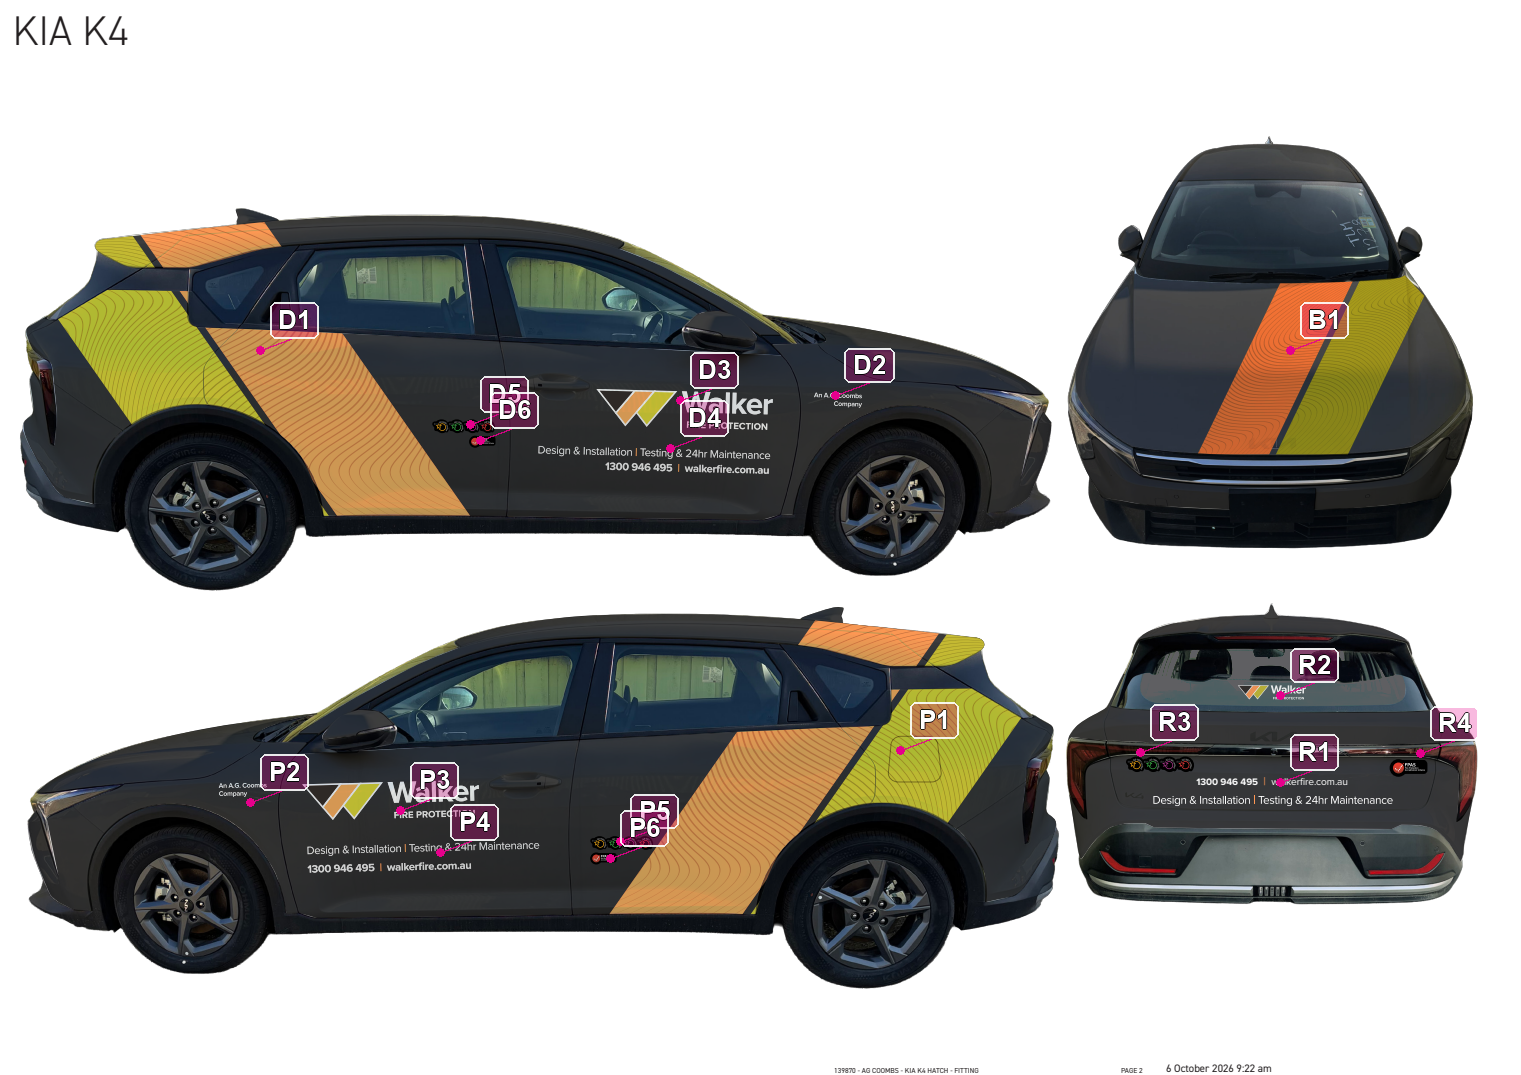 KIA K4
D1
D2
D3
D4
D5
D6
Walker
FIRE PROTECTION
An A.G. Coombs
Company
Design & Installation | Testing & 24hr Maintenance
1300 946 495 | walkerfire.com.au
B1
P1
P2
P3
P4
P5
P6
An A.G. Coombs
Company
Walker
FIRE PROTECTION
Design & Installation | Testing & 24hr Maintenance
1300 946 495 | walkerfire.com.au
R2
Walker
FIRE PROTECTION
R3
R4
R1
KIA
FPAS
1300 946 495 | walkerfire.com.au
Design & Installation | Testing & 24hr Maintenance
139870 - AG COOMBS - KIA K4 HATCH - FITTING
PAGE 2
6 October 2026 9:22 am